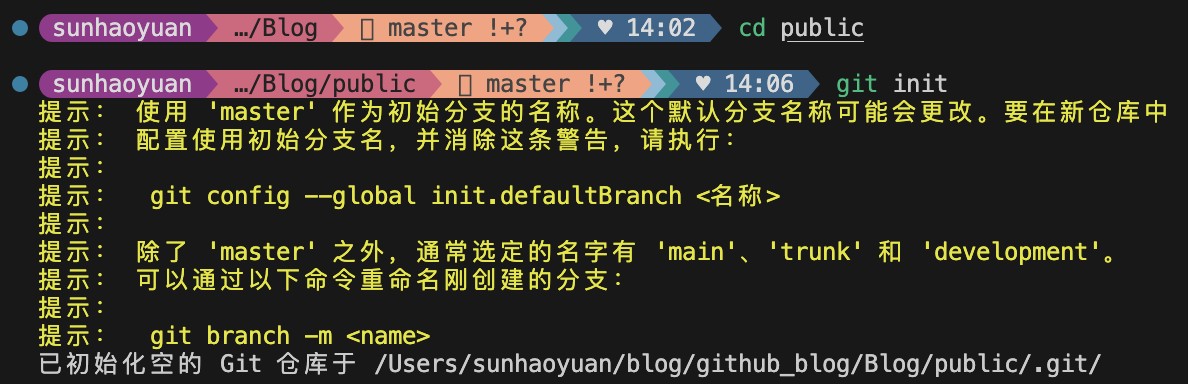 sunhaoyuan …/Blog master !+? ♥ 14:02 cd public
sunhaoyuan …/Blog/public master !+? ♥ 14:06 git init
提示： 使用 'master' 作为初始分支的名称。这个默认分支名称可能会更改。要在新仓库中
提示： 配置使用初始分支名，并消除这条警告，请执行：
提示：
提示：  git config --global init.defaultBranch <名称>
提示：
提示： 除了 'master' 之外，通常选定的名字有 'main'、'trunk' 和 'development'。
提示： 可以通过以下命令重命名刚创建的分支：
提示：
提示：  git branch -m <name>
已初始化空的 Git 仓库于 /Users/sunhaoyuan/blog/github_blog/Blog/public/.git/